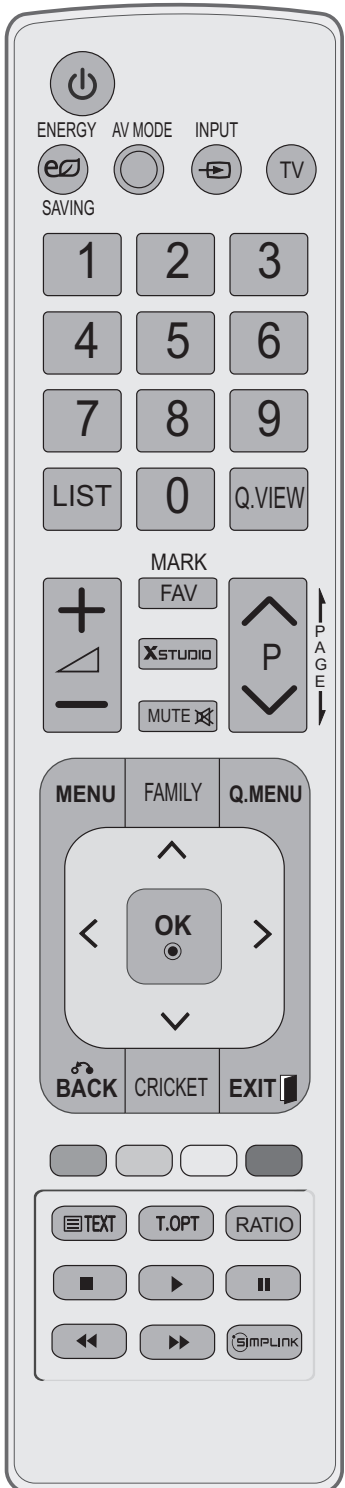 ENERGY AV MODE INPUT
TV
SAVING
1 2 3
4 5 6
7 8 9
LIST 0 Q.VIEW
MARK
FAV
P
PAGE
XSTUDIO
MUTE
MENU FAMILY Q.MENU
OK
BACK CRICKET EXIT
TEXT T.OPT RATIO
SIMPLINK